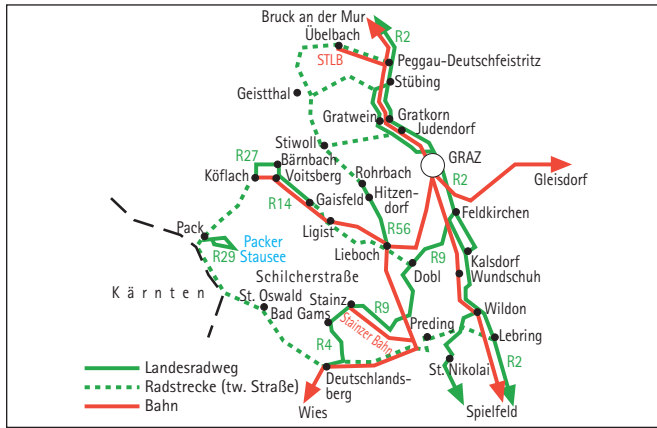 Bruck an der Mur
R2
Übelbach
STLB
Peggau-Deutschfeistritz
Stübing
Geistthal
Gratwein
Gratkorn
Judendorf
Stiwoll
R27
Bärnbach
Voitsberg
Köflach
Rohrbach
Hitzen-
dorf
GRAZ
R2
Gleisdorf
R14
Gaisfeld
Ligist
R56
Feldkirchen
Pack
Packer
Stausee
R29
Lieboch
R9
Dobl
Kalsdorf
Wundschuh
Schilcherstraße
Kärnten
St. Oswald
Bad Gams
Stainz
R9
Stainzer Bahn
Preding
Wildon
Lebring
R4
R2
St. Nikolai
Landesradweg
Radstrecke (tw. Straße)
Bahn
Deutschlands-
berg
Wies
Spielfeld